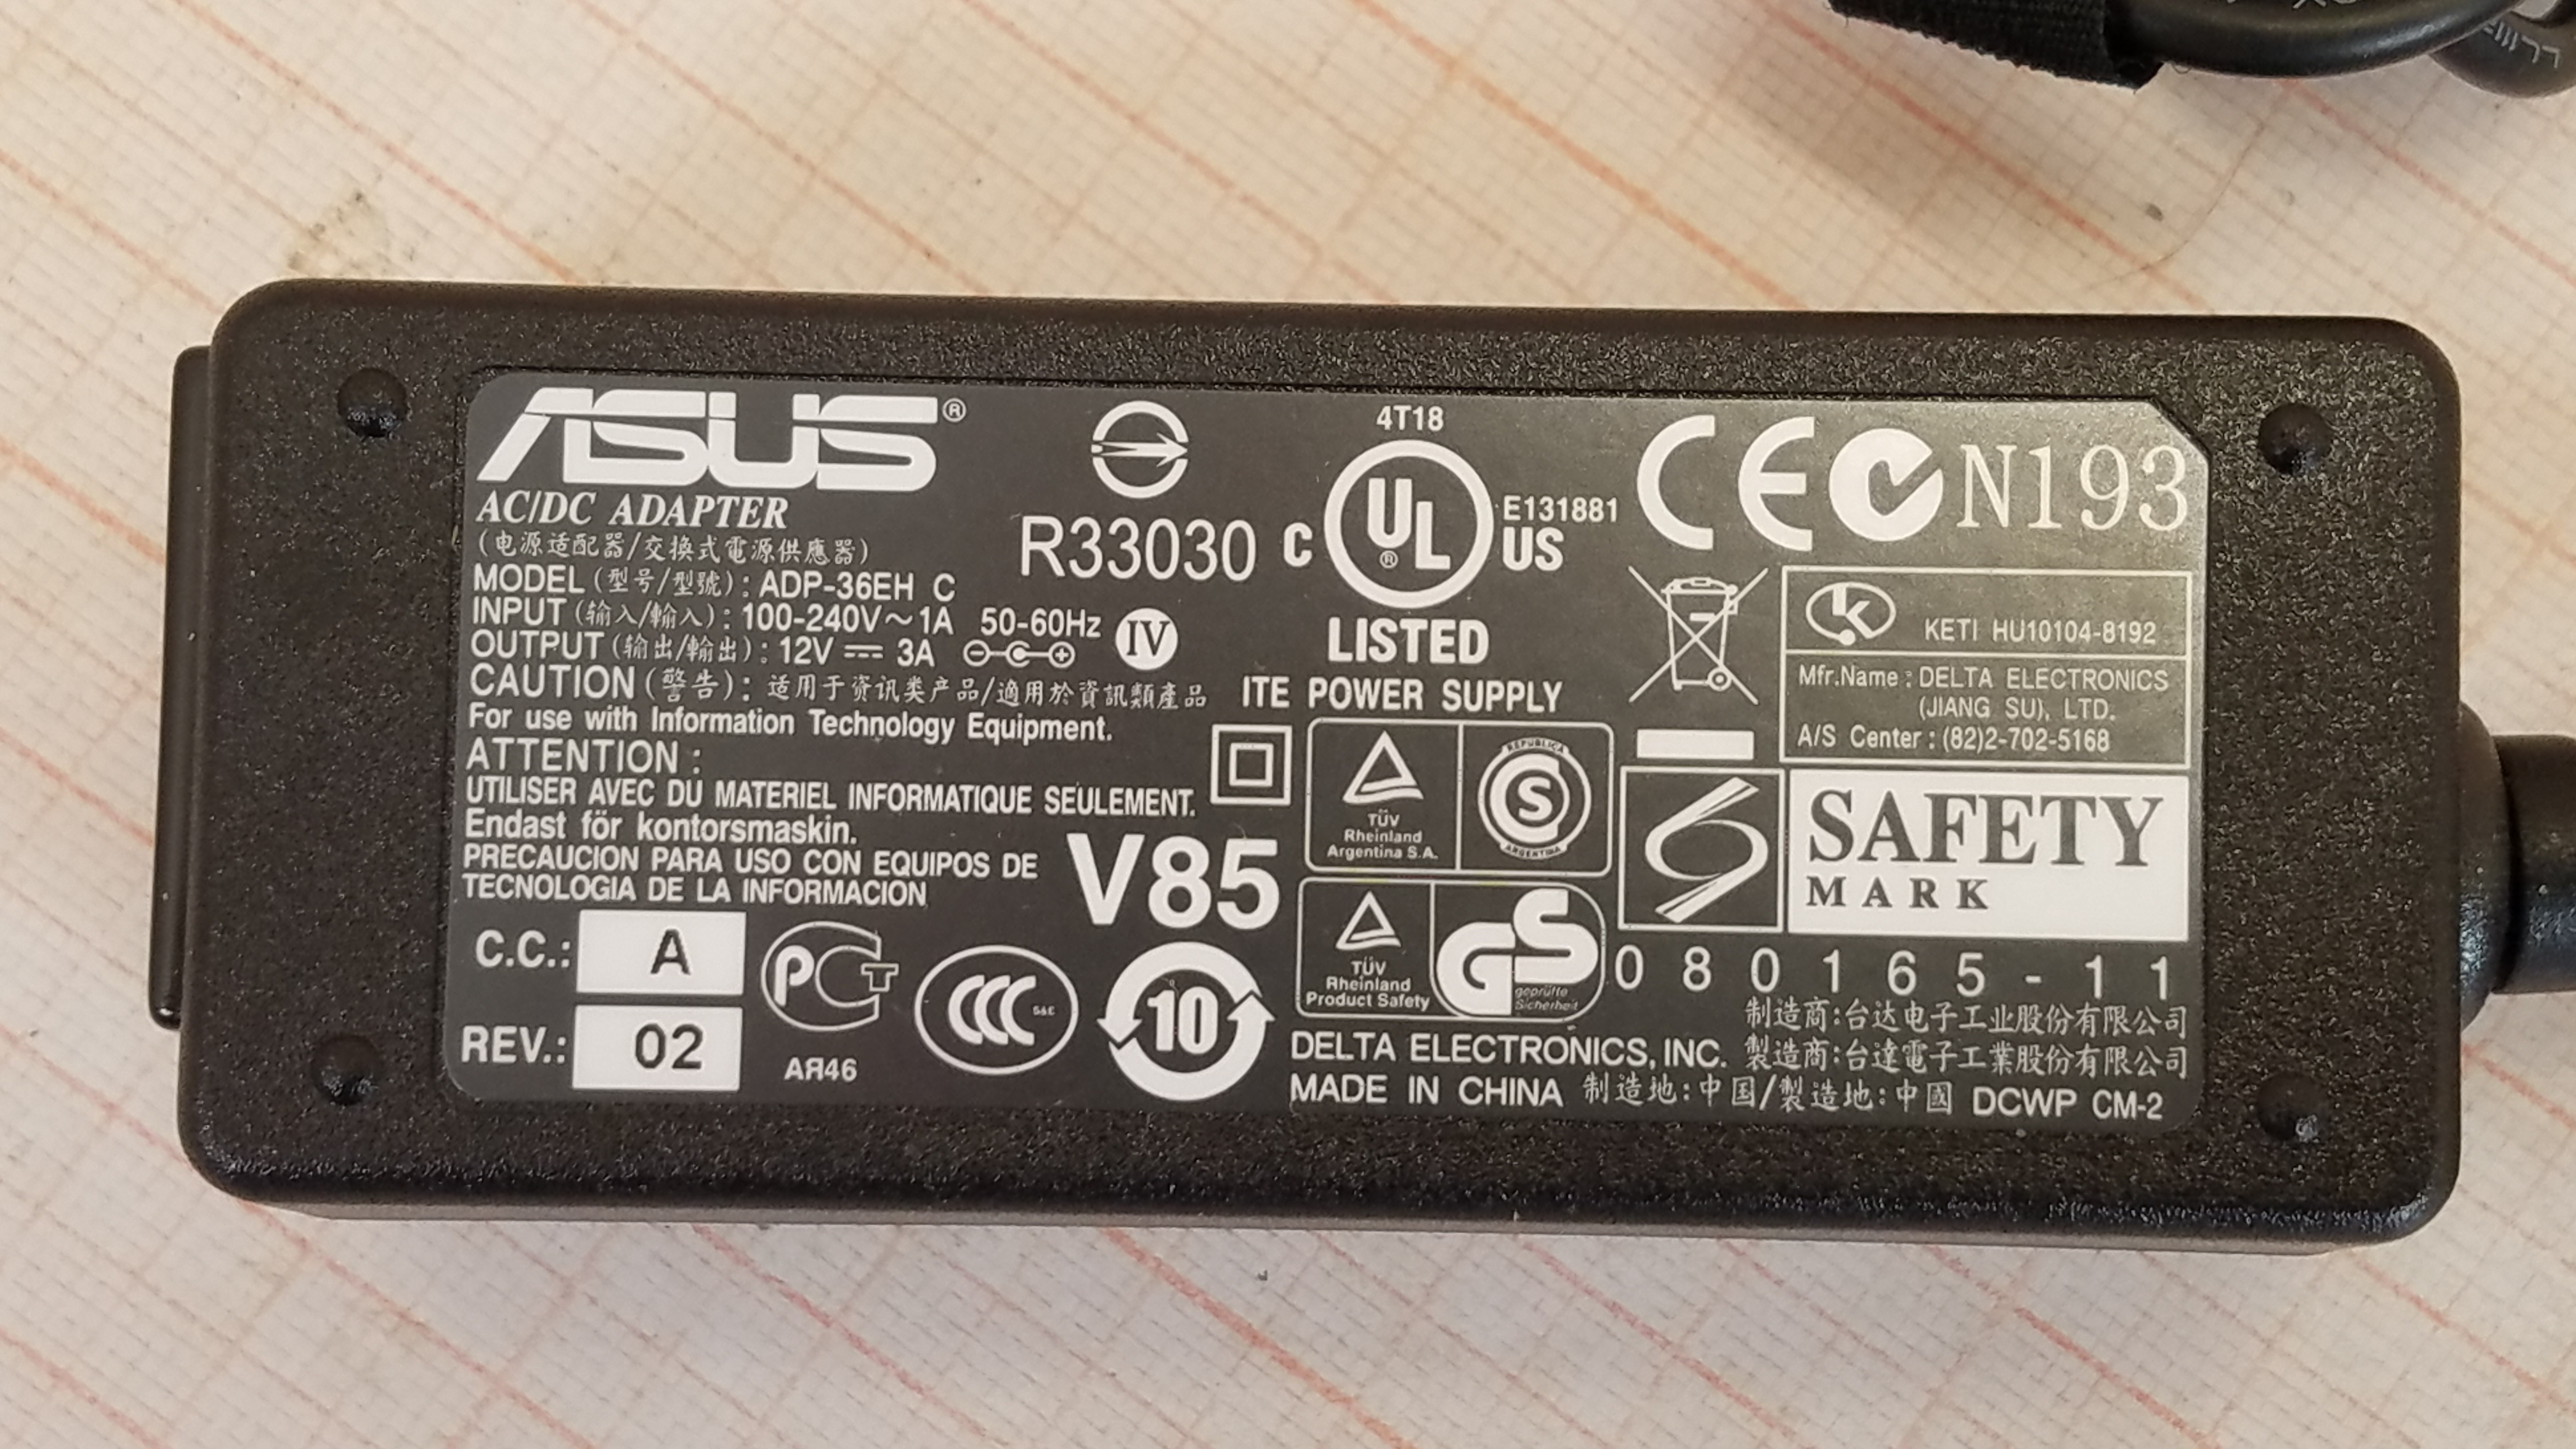 ASUS®
AC/DC ADAPTER
(电源适配器/交換式電源供應器)
MODEL (型号/型號) : ADP-36EH C
INPUT (输入/輸入) : 100-240V~1A 50-60Hz
OUTPUT (输出/輸出) : 12V ⎓ 3A
IV
CAUTION (警告) : 适用于资讯类产品/適用於資訊類產品
For use with Information Technology Equipment.
ATTENTION :
UTILISER AVEC DU MATERIEL INFORMATIQUE SEULEMENT.
Endast för kontorsmaskin.
PRECAUCION PARA USO CON EQUIPOS DE
TECNOLOGIA DE LA INFORMACION
C.C.: A
REV.: 02
PCT
АЯ46
CCC S&E
10
V85
R33030
4T18
C UL® US
E131881
LISTED
ITE POWER SUPPLY
TÜV
Rheinland
Argentina S.A.
REPUBLICA
S
ARGENTINA
TÜV
Rheinland
Product Safety
GS
geprüfte
Sicherheit
CE N193
KETI HU10104-8192
Mfr.Name : DELTA ELECTRONICS
(JIANG SU), LTD.
A/S Center : (82)2-702-5168
SAFETY
MARK
080165-11
制造商:台达电子工业股份有限公司
DELTA ELECTRONICS, INC. 製造商:台達電子工業股份有限公司
MADE IN CHINA 制造地:中国/製造地:中國 DCWP CM-2